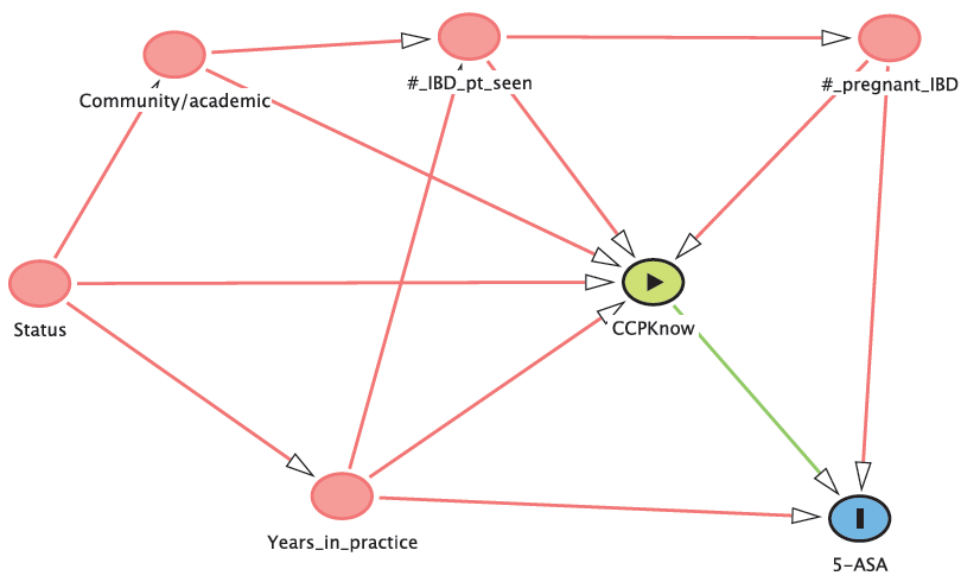 #_IBD_pt_seen
#_pregnant_IBD
Community/academic
Status
CCPKnow
Years_in_practice
5-ASA